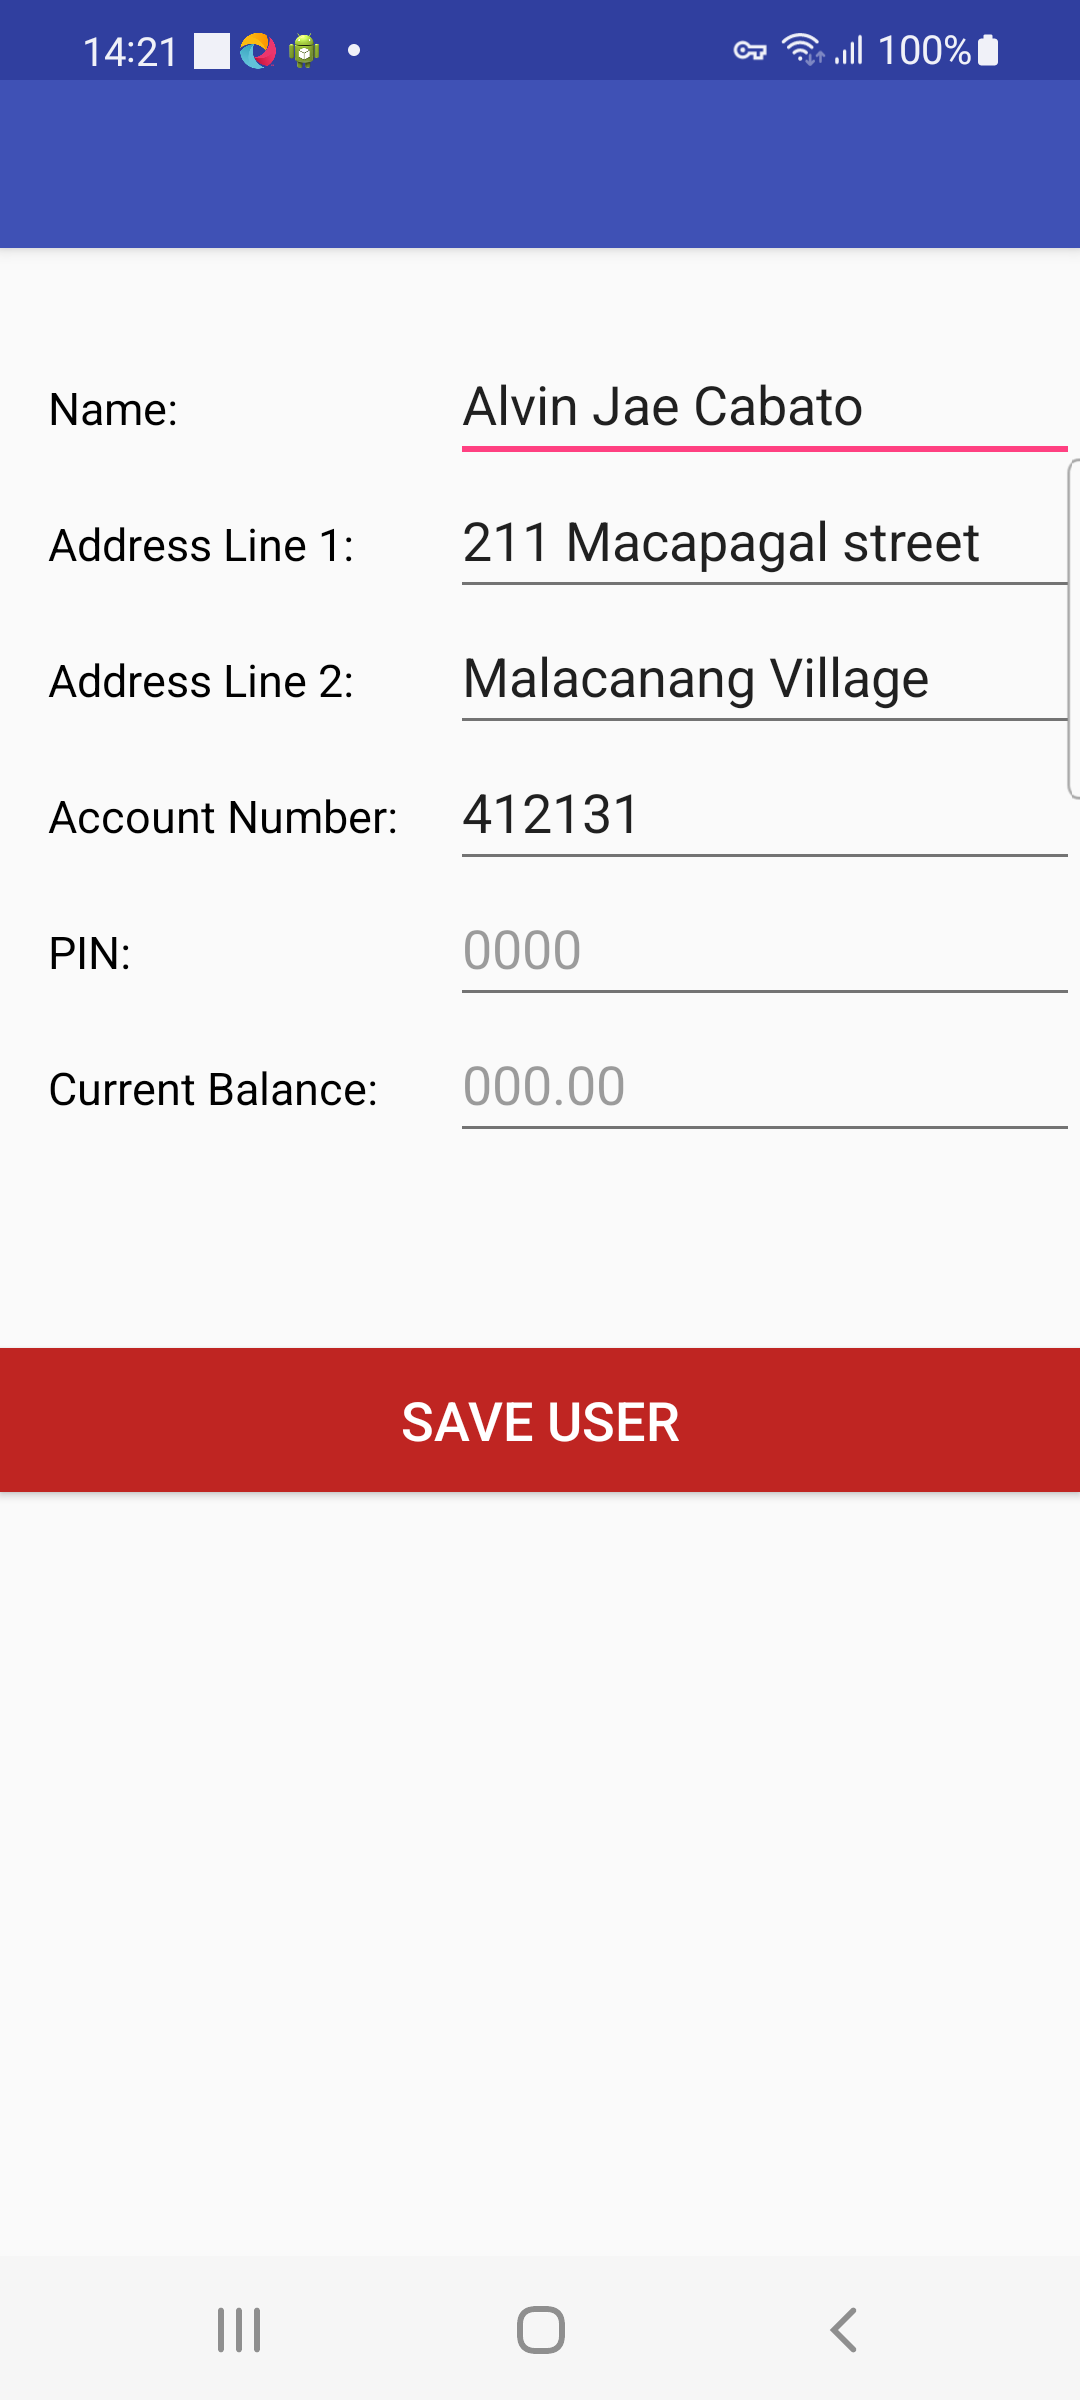 14:21 100%
Name: Alvin Jae Cabato
Address Line 1: 211 Macapagal street
Address Line 2: Malacanang Village
Account Number: 412131
PIN: 0000
Current Balance: 000.00
SAVE USER